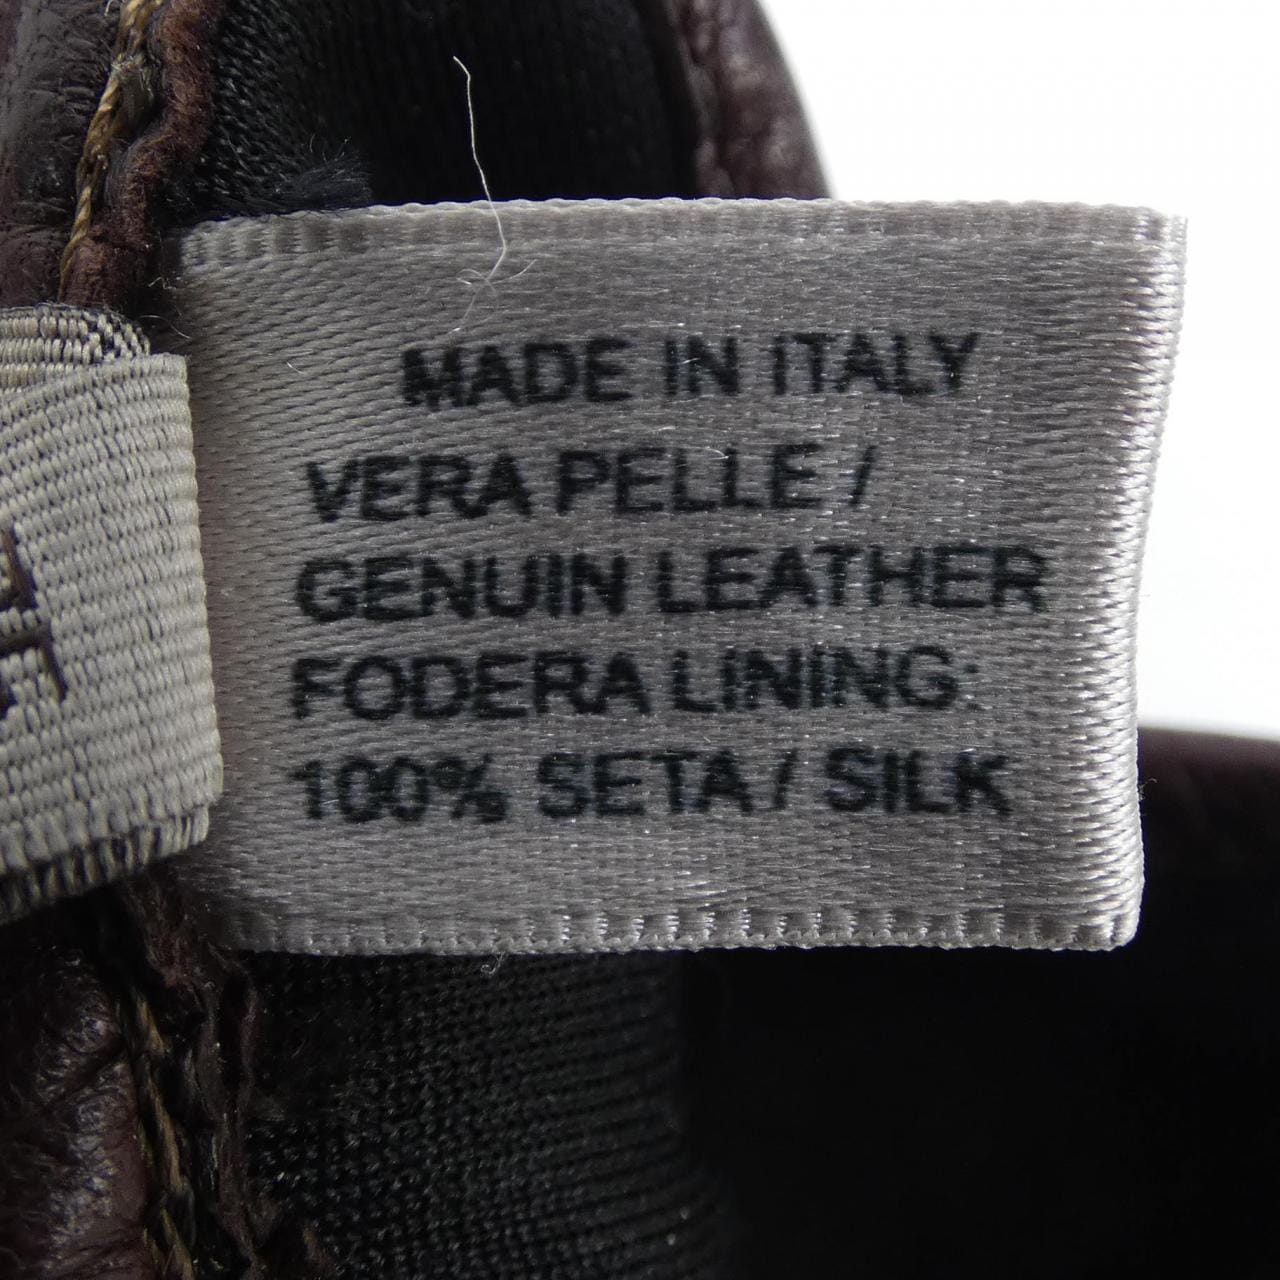 MADE IN ITALY
VERA PELLE /
GENUIN LEATHER
FODERA LINING:
100% SETA / SILK